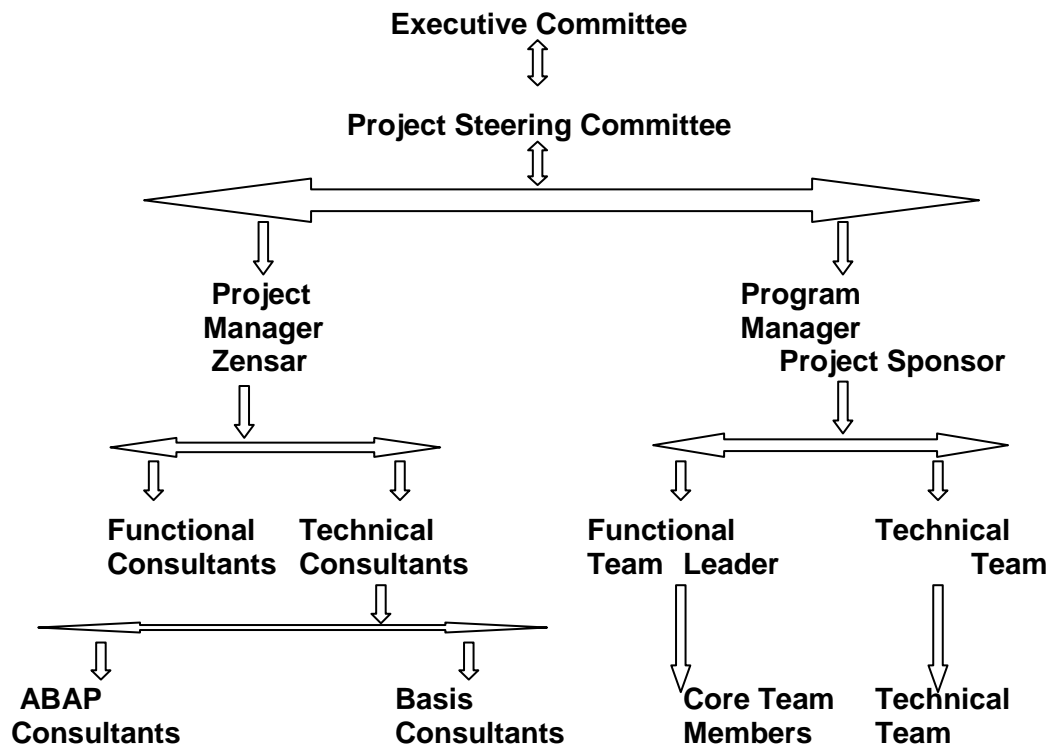 Executive Committee
Project Steering Committee
Project
Manager
Zensar
Program
Manager
Project Sponsor
Functional
Consultants
Technical
Consultants
Functional
Team Leader
Technical
Team
ABAP
Consultants
Basis
Consultants
Core Team
Members
Technical
Team